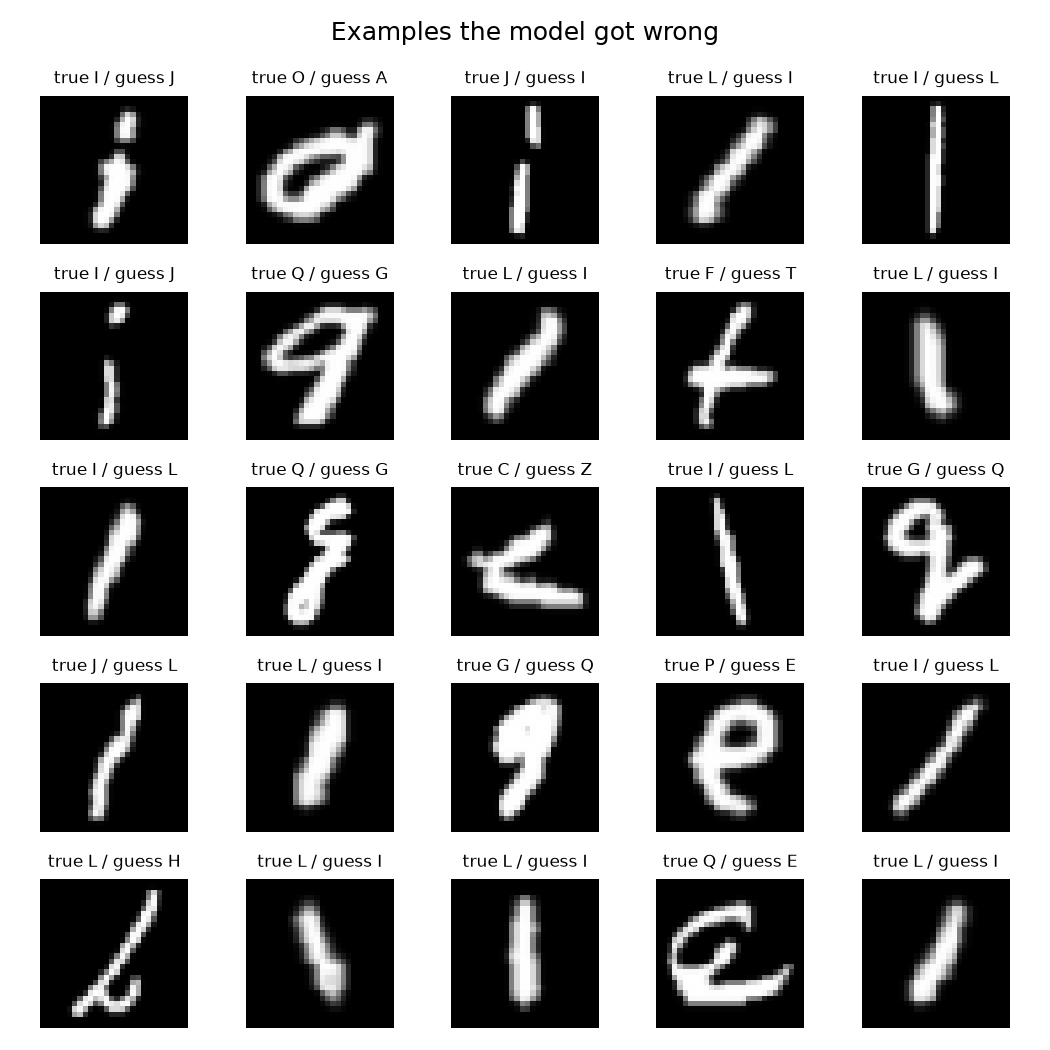 Examples the model got wrong
true I / guess J true O / guess A true J / guess I true L / guess I true I / guess L
true I / guess J true Q / guess G true L / guess I true F / guess T true L / guess I
true I / guess L true Q / guess G true C / guess Z true I / guess L true G / guess Q
true J / guess L true L / guess I true G / guess Q true P / guess E true I / guess L
true L / guess H true L / guess I true L / guess I true Q / guess E true L / guess I